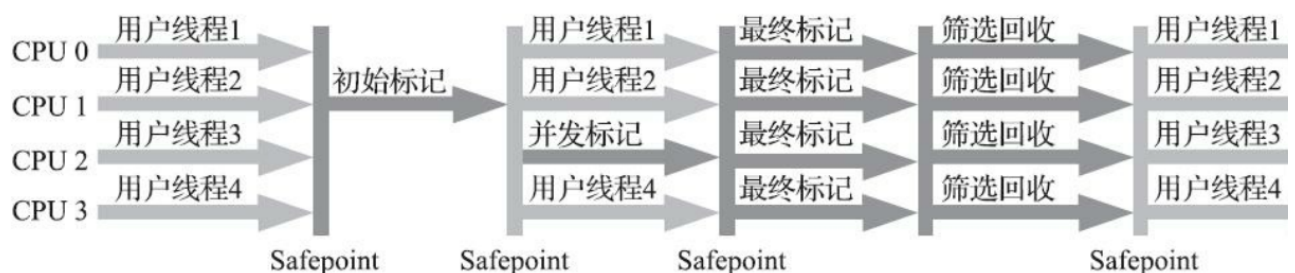 CPU 0 用户线程1 用户线程1 最终标记 筛选回收 用户线程1
CPU 1 用户线程2 初始标记 用户线程2 最终标记 筛选回收 用户线程2
CPU 2 用户线程3 并发标记 最终标记 筛选回收 用户线程3
CPU 3 用户线程4 用户线程4 最终标记 筛选回收 用户线程4
Safepoint Safepoint Safepoint Safepoint